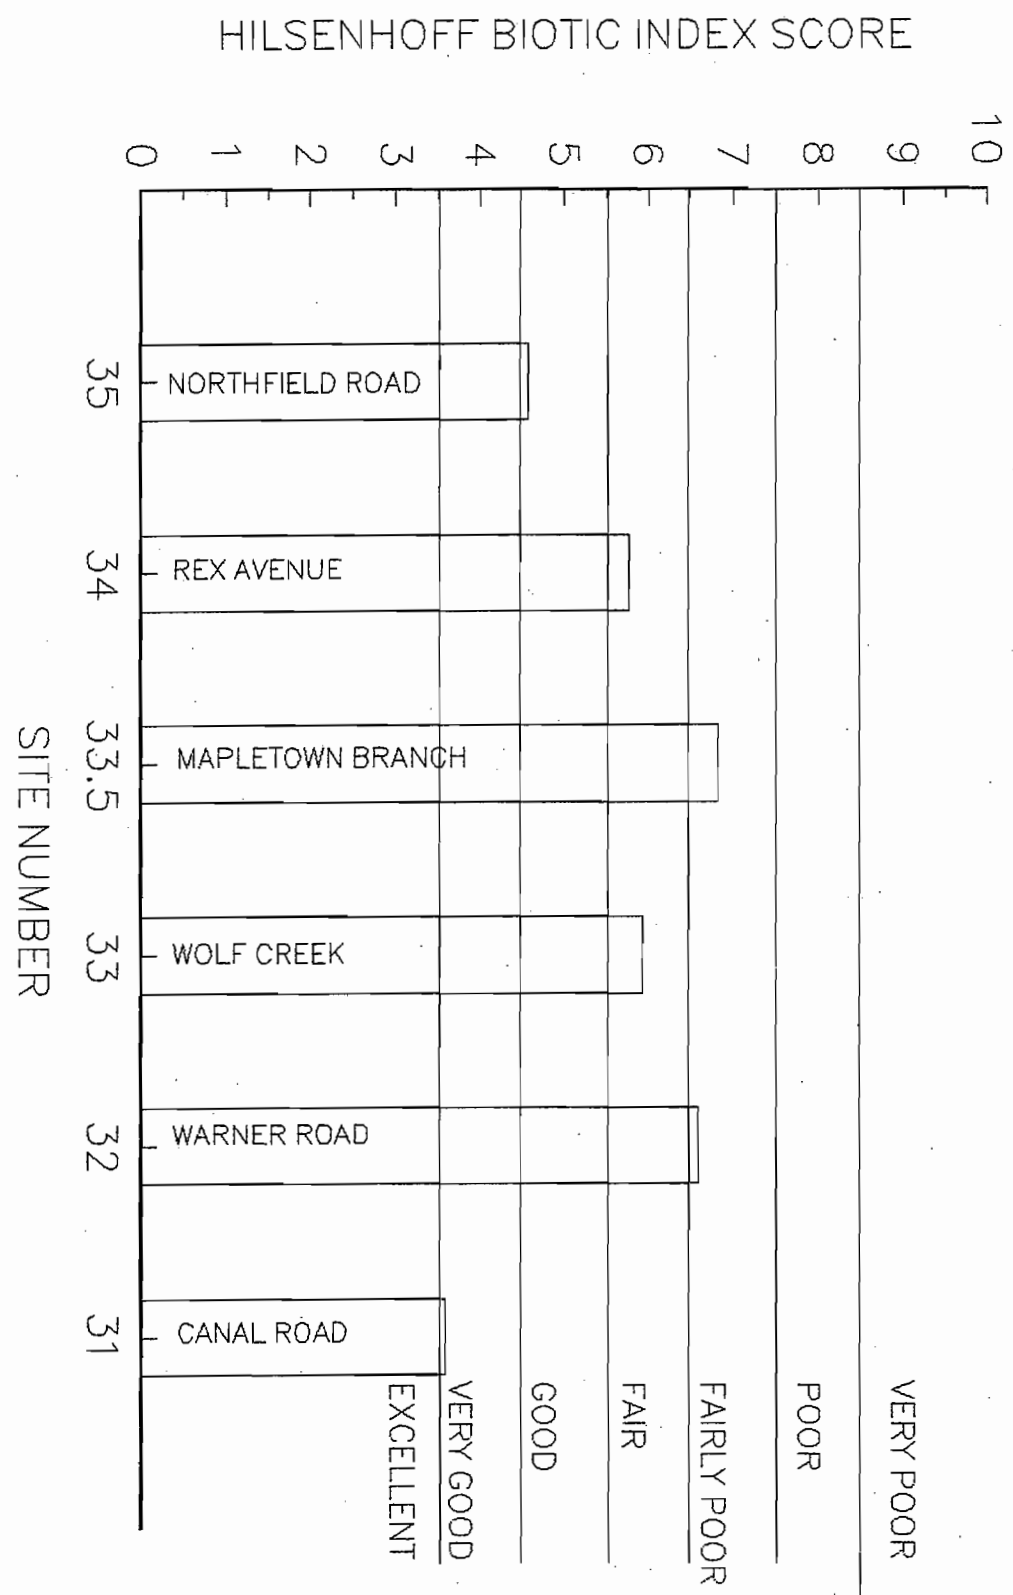 HILSENHOFF BIOTIC INDEX SCORE
10
9
8
7
6
5
4
3
2
1
0
VERY POOR
POOR
FAIRLY POOR
FAIR
GOOD
VERY GOOD
EXCELLENT
NORTHFIELD ROAD
REX AVENUE
MAPLETOWN BRANCH
WOLF CREEK
WARNER ROAD
CANAL ROAD
35
34
33.5
33
32
31
SITE NUMBER